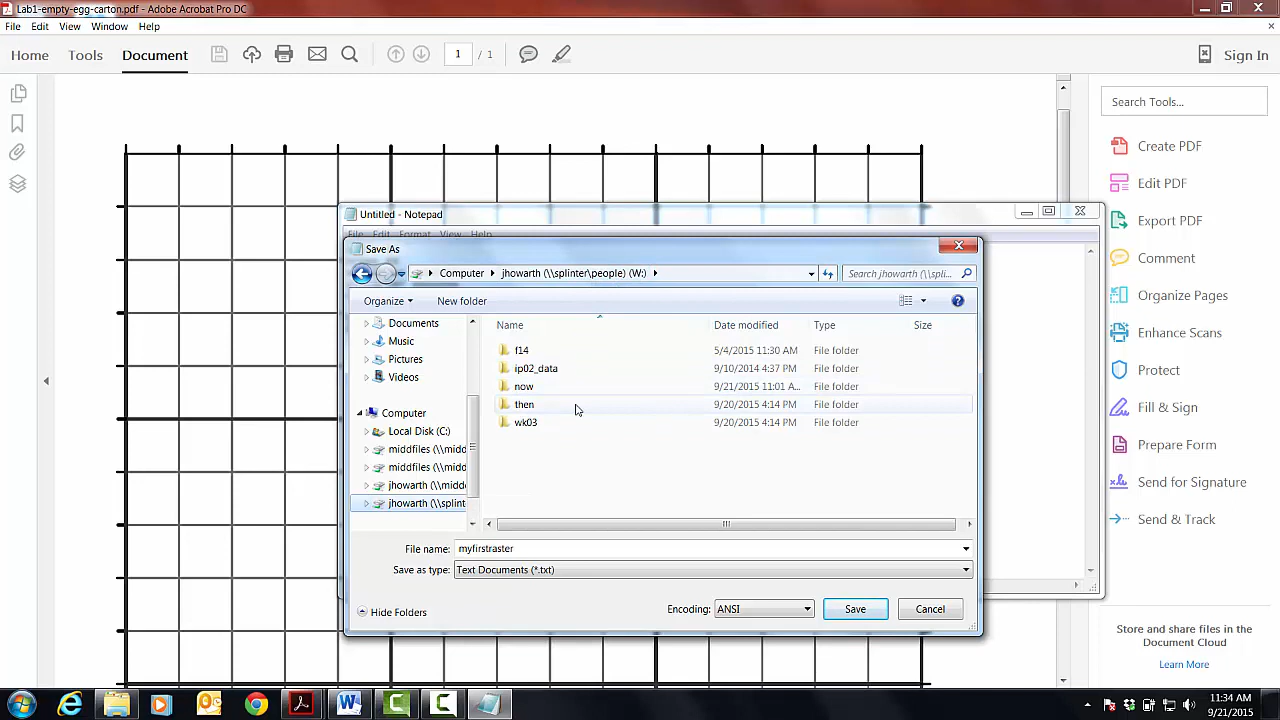 Lab1-empty-egg-carton.pdf - Adobe Acrobat Pro DC
File Edit View Window Help
Home Tools Document 1 / 1 Sign In
Search Tools...
Create PDF
Edit PDF
Export PDF
Comment
Organize Pages
Enhance Scans
Protect
Fill & Sign
Prepare Form
Send for Signature
Send & Track
Store and share files in the
Document Cloud
Learn More
Untitled - Notepad
File Edit Format View Help
Save As
Computer jhowarth (\\splinter\people) (W:)
Search jhowarth (\\spli...
Organize New folder
Documents
Music
Pictures
Videos
Computer
Local Disk (C:)
middfiles (\\midd
middfiles (\\midd
jhowarth (\\midd
jhowarth (\\splint
Name Date modified Type Size
f14 5/4/2015 11:30 AM File folder
ip02_data 9/10/2014 4:37 PM File folder
now 9/21/2015 11:01 A... File folder
then 9/20/2015 4:14 PM File folder
wk03 9/20/2015 4:14 PM File folder
File name: myfirstraster
Save as type: Text Documents (*.txt)
Hide Folders
Encoding: ANSI Save Cancel
11:34 AM
9/21/2015